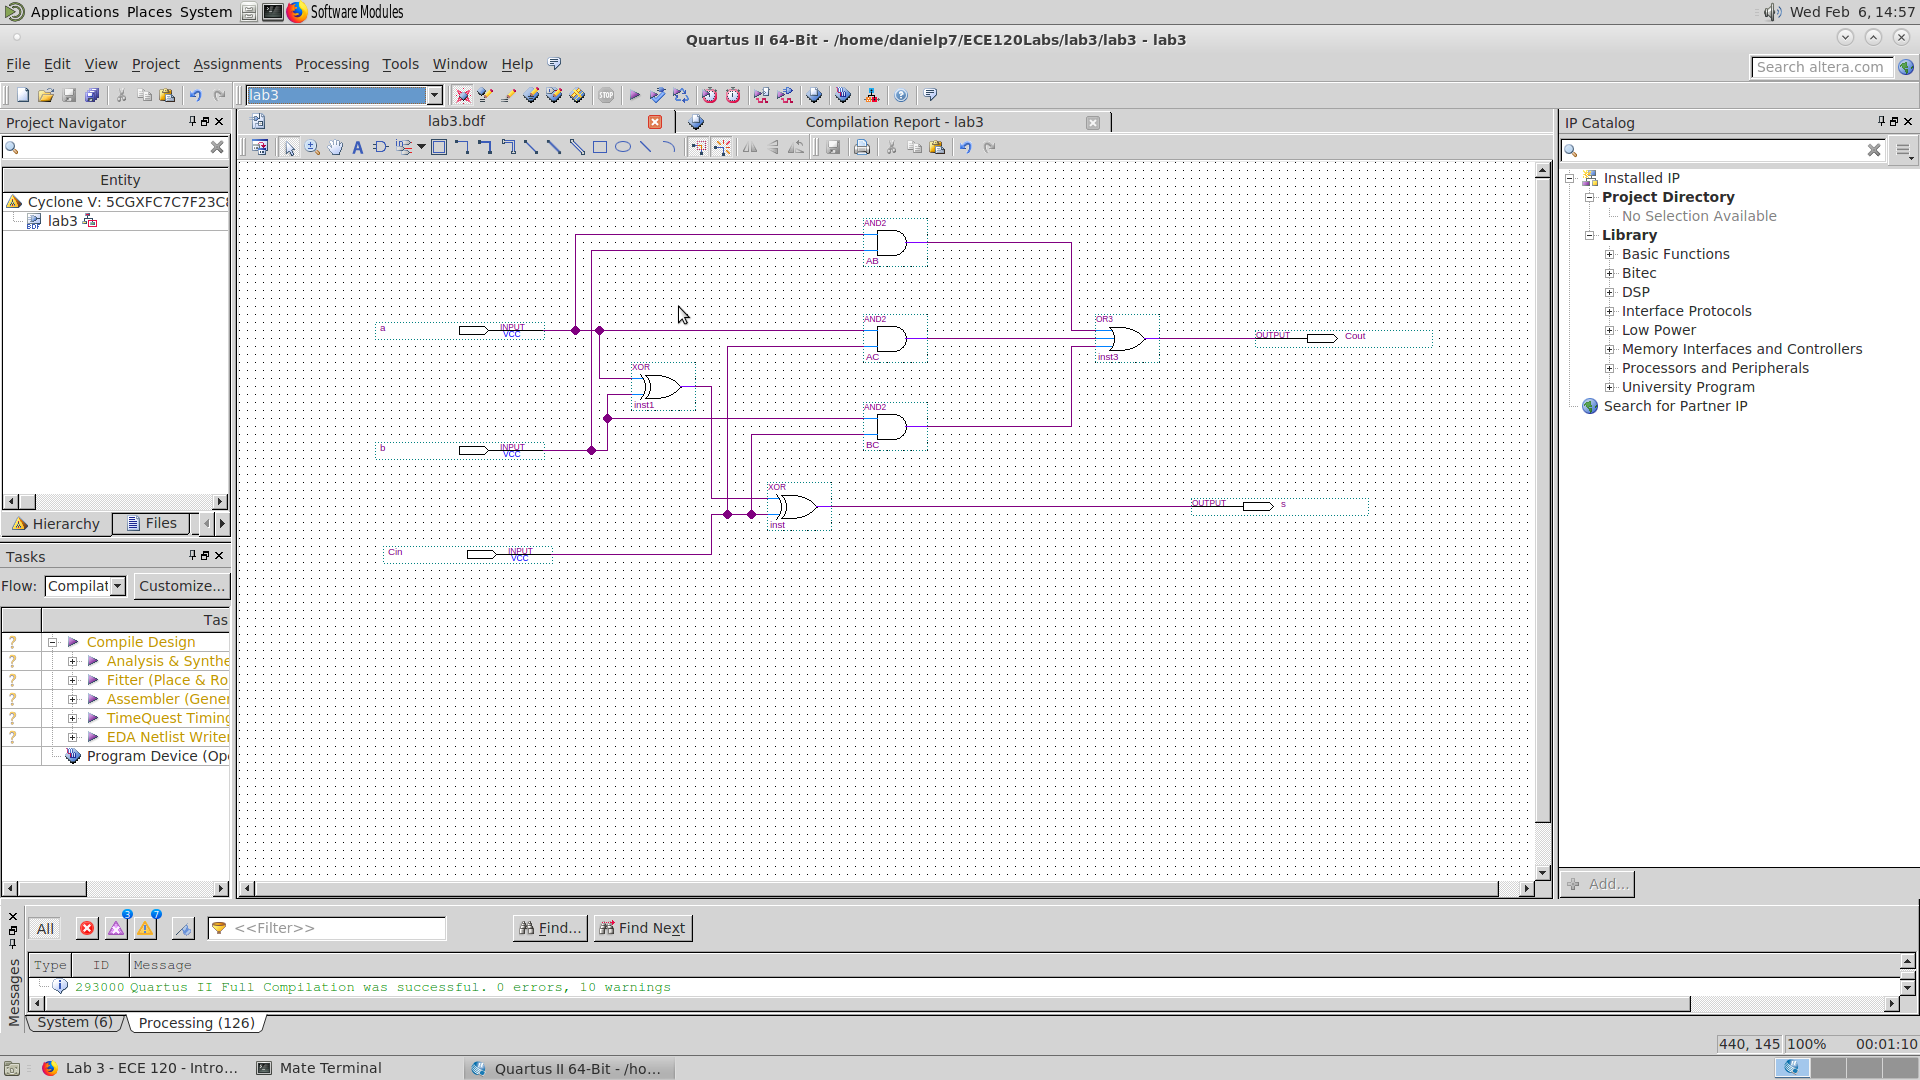 Applications Places System Software Modules Wed Feb 6, 14:57
Quartus II 64-Bit - /home/danielp7/ECE120Labs/lab3/lab3 - lab3
File Edit View Project Assignments Processing Tools Window Help Search altera.com
lab3
Project Navigator
lab3.bdf
Compilation Report - lab3
IP Catalog
Entity
Cyclone V: 5CGXFC7C7F23C8
lab3
Installed IP
Project Directory
No Selection Available
Library
Basic Functions
Bitec
DSP
Interface Protocols
Low Power
Memory Interfaces and Controllers
Processors and Peripherals
University Program
Search for Partner IP
Add...
AND2
AB
a
INPUT
VCC
AND2
AC
OR3
inst3
OUTPUT
Cout
XOR
inst1
AND2
BC
b
INPUT
VCC
XOR
inst
OUTPUT
s
Cin
INPUT
VCC
Hierarchy Files
Tasks
Flow: Compilat Customize...
Tas
? Compile Design
? Analysis & Synthe
? Fitter (Place & Ro
? Assembler (Gener
? TimeQuest Timing
? EDA Netlist Writer
Program Device (Ope
All 3 7 <<Filter>> Find... Find Next
Type ID Message
293000 Quartus II Full Compilation was successful. 0 errors, 10 warnings
Messages
System (6) Processing (126)
440, 145 100% 00:01:10
Lab 3 - ECE 120 - Intro... Mate Terminal Quartus II 64-Bit - /ho...